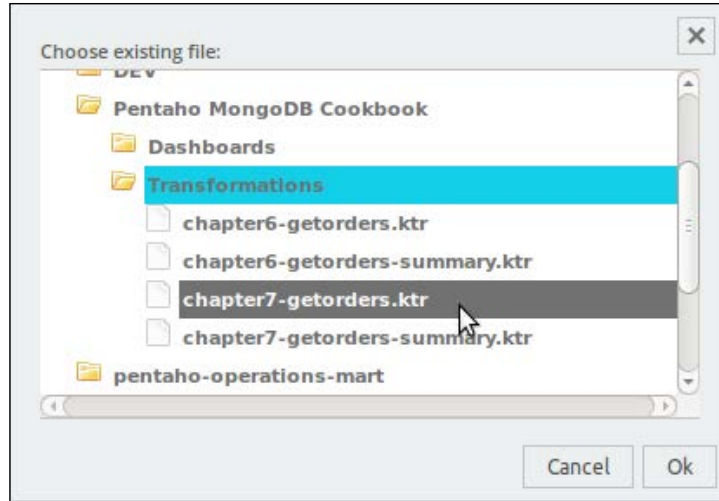 Choose existing file:
DEV
Pentaho MongoDB Cookbook
Dashboards
Transformations
chapter6-getorders.ktr
chapter6-getorders-summary.ktr
chapter7-getorders.ktr
chapter7-getorders-summary.ktr
pentaho-operations-mart
Cancel Ok